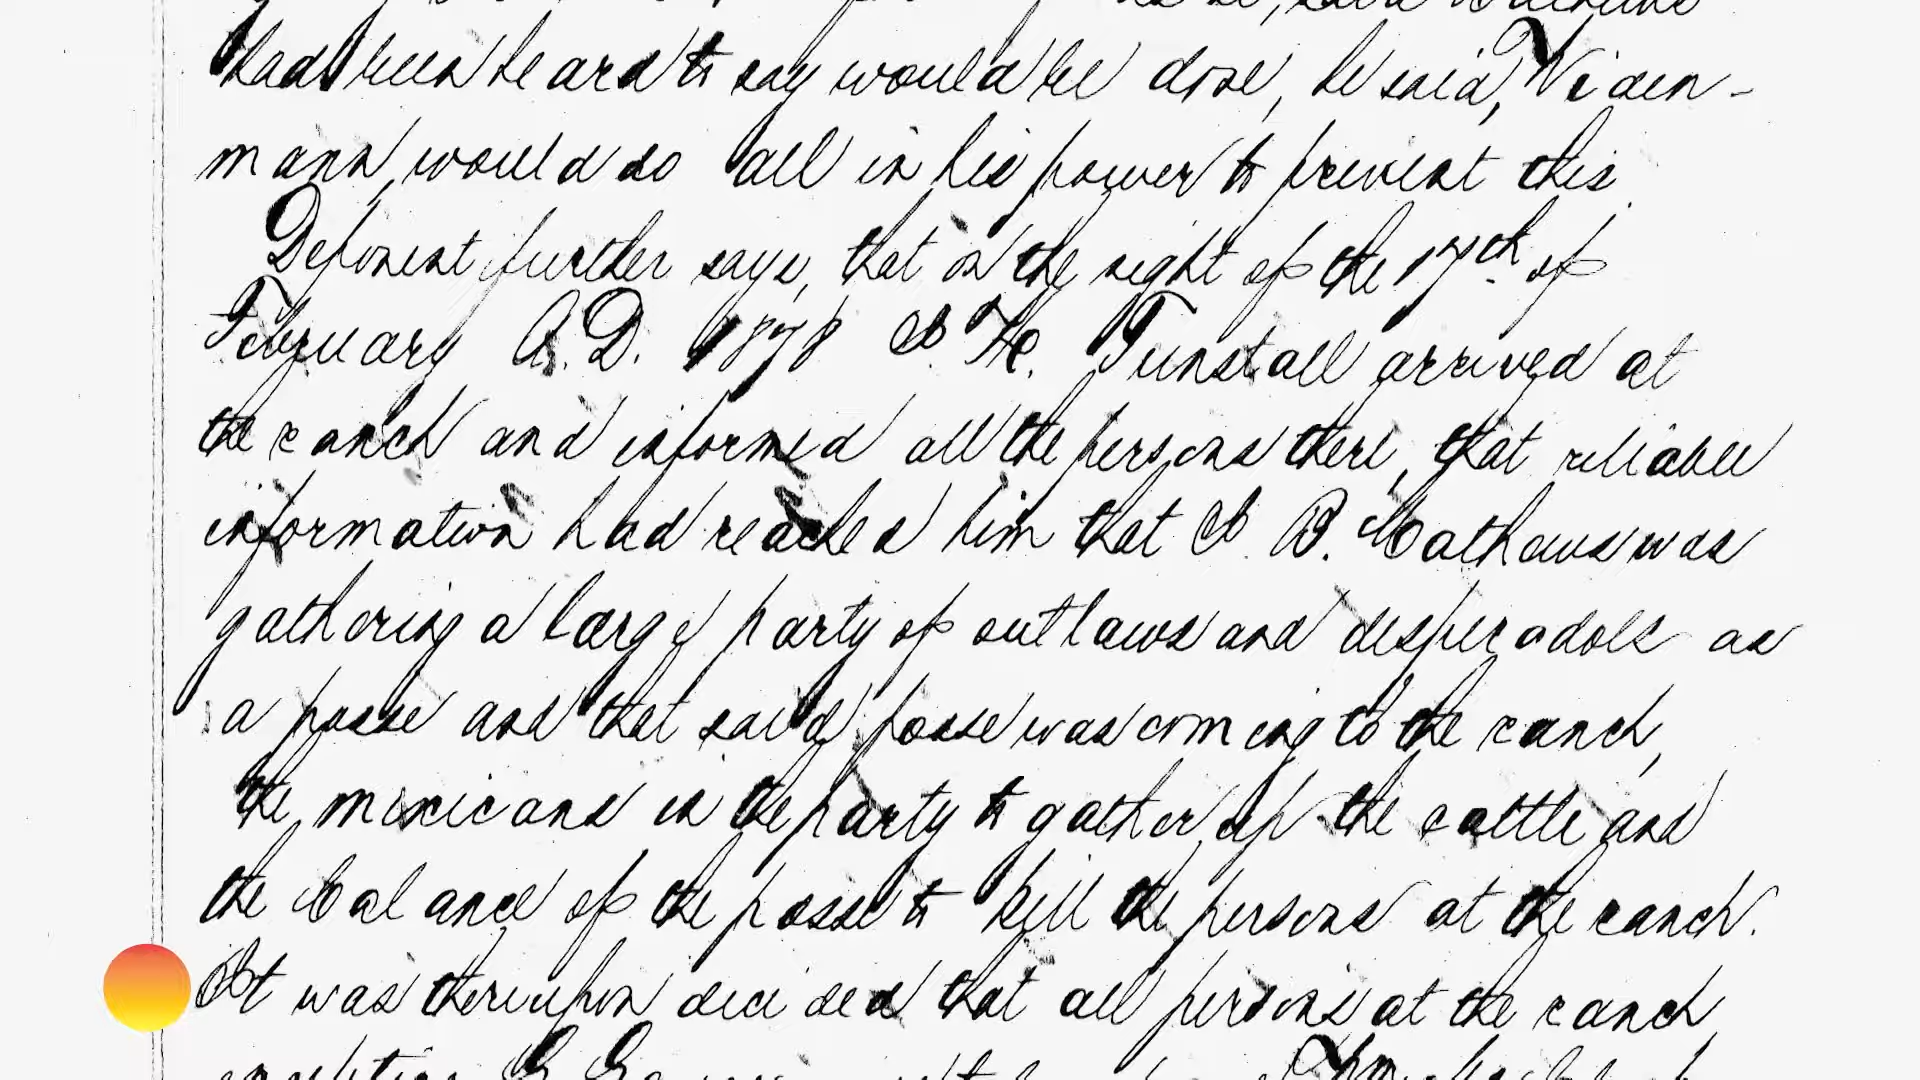 had been heard to say would be done, he said, Widen-
mann would do all in his power to prevent this.
Deponent further says, that on the night of the 17th of
February A.D. 1878 J. H. Tunstall arrived at
the ranch and informed all the persons there, that reliable
information had reached him that J. B. Mathews was
gathering a large party of outlaws and desperadoes as
a posse and that said posse was coming to the ranch,
the mexicans in the party to gather up the cattle and
the balance of the posse to kill the persons at the ranch.
It was thereupon decided that all persons at the ranch